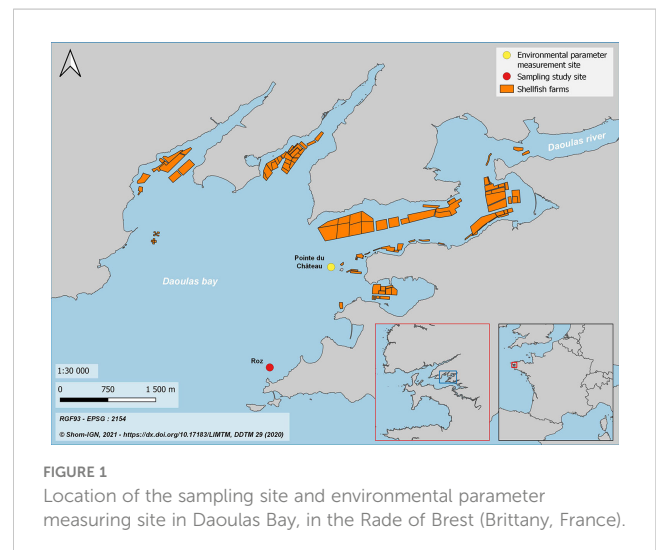 Environmental parameter
measurement site
Sampling study site
Shellfish farms
Daoulas river
Pointe du
Château
Daoulas bay
Roz
1:30 000
0 750 1 500 m
RGF93 - EPSG : 2154
© Shom-IGN, 2021 - https://dx.doi.org/10.17183/LIMTM, DDTM 29 (2020)
FIGURE 1
Location of the sampling site and environmental parameter
measuring site in Daoulas Bay, in the Rade of Brest (Brittany, France).